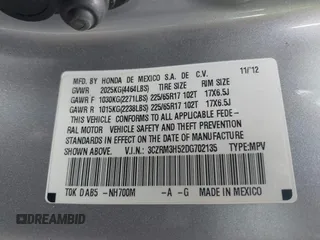 MFD. BY HONDA DE MEXICO S.A. DE C.V. 11/12
GVWR 2025KG(4464LBS) TIRE SIZE RIM SIZE
GAWR F 1030KG(2271LBS) 225/65R17 102T 17X6.5J
GAWR R 1015KG(2238LBS) 225/65R17 102T 17X6.5J
THIS VEHICLE CONFORMS TO ALL APPLICABLE FEDE-
RAL MOTOR VEHICLE SAFETY AND THEFT PREVENTION
STANDARDS IN EFFECT ON THE DATE OF MANUFACTURE
SHOWN ABOVE. V.I.N.: 3CZRM3H52DG702135 TYPE:MPV
T0K D AB5 -NH700M -A -G MADE IN MEXICO
© DREAMBID